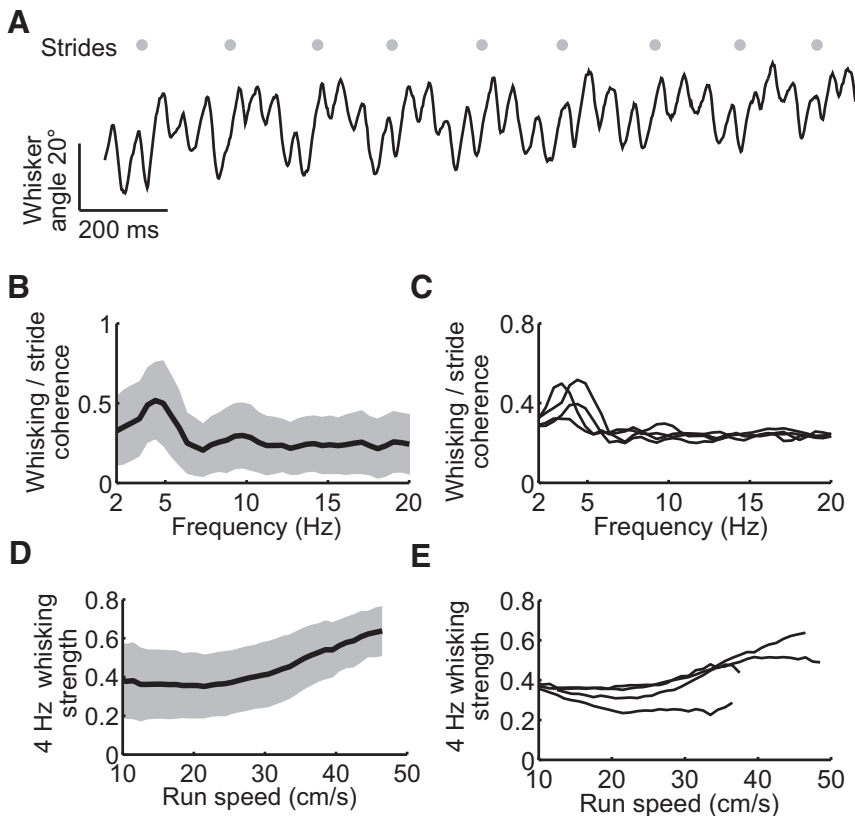 A
Strides
Whisker
angle 20°
200 ms
B
Whisking / stride
coherence
1
0.5
0
2
5
10
15
20
Frequency (Hz)
C
Whisking / stride
coherence
0.8
0.4
0
2
5
10
15
20
Frequency (Hz)
D
4 Hz whisking
strength
0.8
0.6
0.4
0.2
0
10
20
30
40
50
Run speed (cm/s)
E
4 Hz whisking
strength
0.8
0.6
0.4
0.2
0
10
20
30
40
50
Run speed (cm/s)